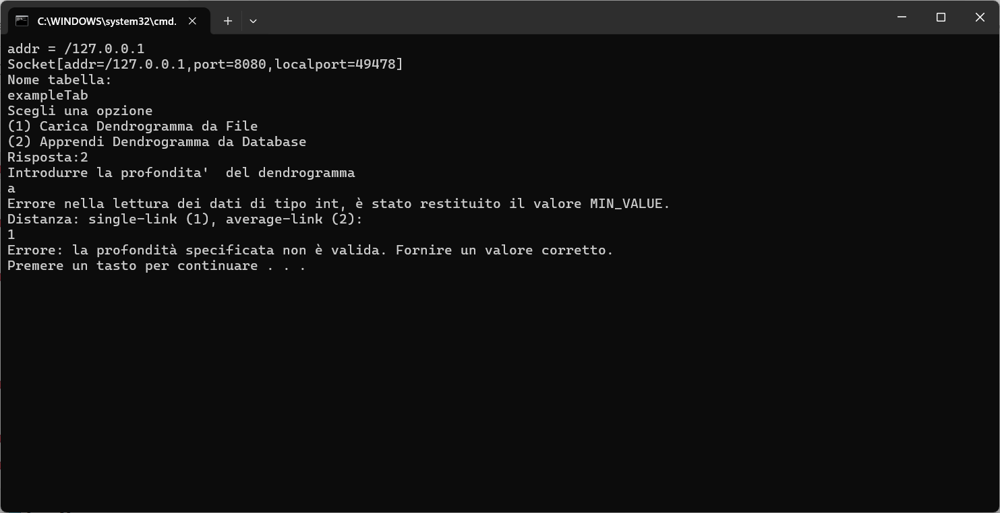 C:\WINDOWS\system32\cmd.
addr = /127.0.0.1
Socket[addr=/127.0.0.1,port=8080,localport=49478]
Nome tabella:
exampleTab
Scegli una opzione
(1) Carica Dendrogramma da File
(2) Apprendi Dendrogramma da Database
Risposta:2
Introdurre la profondita'  del dendrogramma
a
Errore nella lettura dei dati di tipo int, è stato restituito il valore MIN_VALUE.
Distanza: single-link (1), average-link (2):
1
Errore: la profondità specificata non è valida. Fornire un valore corretto.
Premere un tasto per continuare . . .